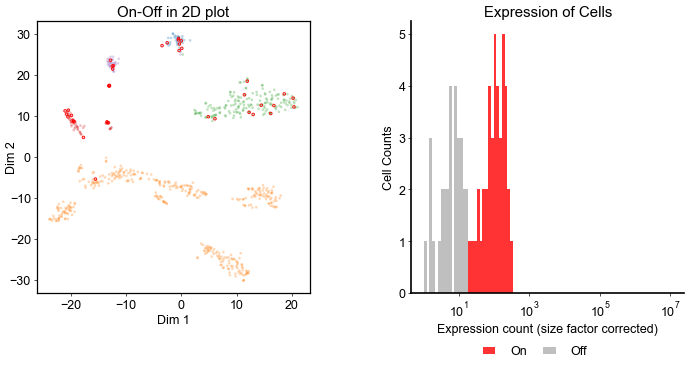 On-Off in 2D plot
30
20
10
0
−10
−20
−30
Dim 2
−20
−10
0
10
20
Dim 1
Expression of Cells
5
4
3
2
1
0
Cell Counts
10^1
10^3
10^5
10^7
Expression count (size factor corrected)
On
Off